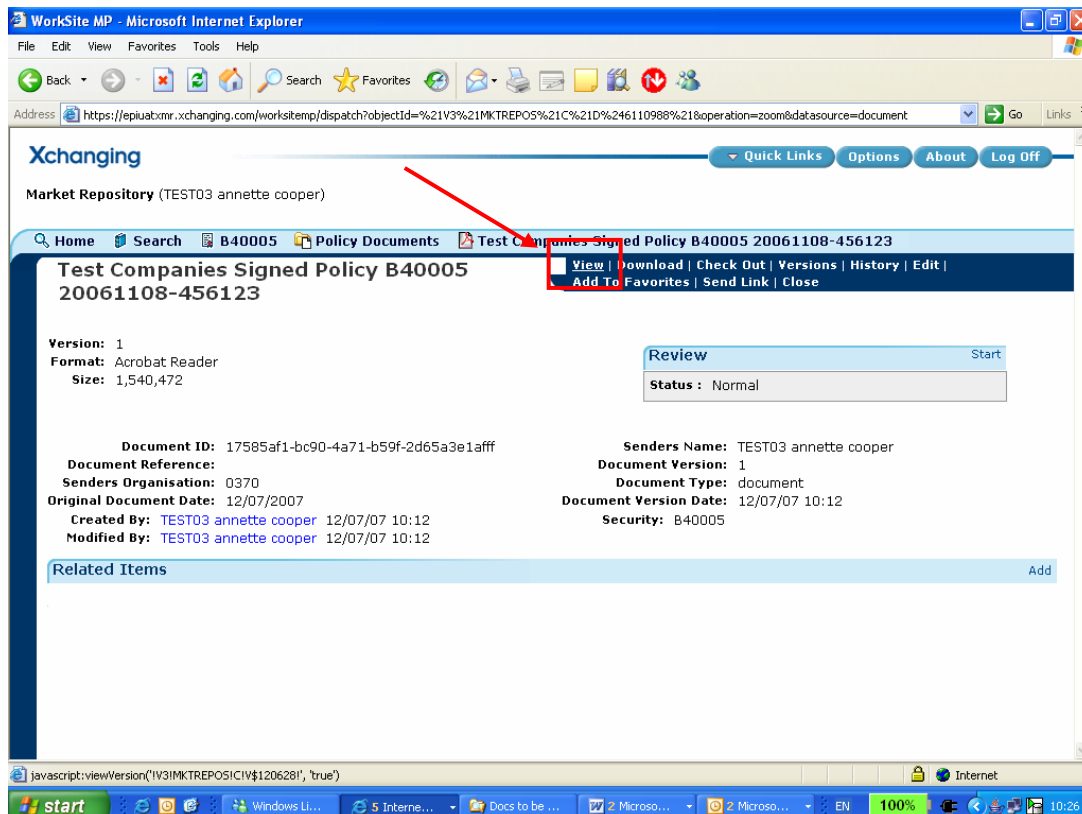 WorkSite MP - Microsoft Internet Explorer
File Edit View Favorites Tools Help
Back Search Favorites
Address https://epiuatxmr.xchanging.com/worksitemp/dispatch?objectId=%21V3%21MKTREPOS%21C%21D%246110988%21&operation=zoom&datasource=document Go Links
Xchanging
Quick Links Options About Log Off
Market Repository (TEST03 annette cooper)
Home Search B40005 Policy Documents Test Companies Signed Policy B40005 20061108-456123
Test Companies Signed Policy B40005
20061108-456123
View | Download | Check Out | Versions | History | Edit |
Add To Favorites | Send Link | Close
Version: 1
Format: Acrobat Reader
Size: 1,540,472
Review Start
Status : Normal
Document ID: 17585af1-bc90-4a71-b59f-2d65a3e1afff
Document Reference:
Senders Organisation: 0370
Original Document Date: 12/07/2007
Created By: TEST03 annette cooper 12/07/07 10:12
Modified By: TEST03 annette cooper 12/07/07 10:12
Senders Name: TEST03 annette cooper
Document Version: 1
Document Type: document
Document Version Date: 12/07/07 10:12
Security: B40005
Related Items Add
javascript:viewVersion('!V3!MKTREPOS!C!V$120628!', 'true') Internet
start Windows Li... 5 Interne... Docs to be ... 2 Microso... 2 Microso... EN 100% 10:26